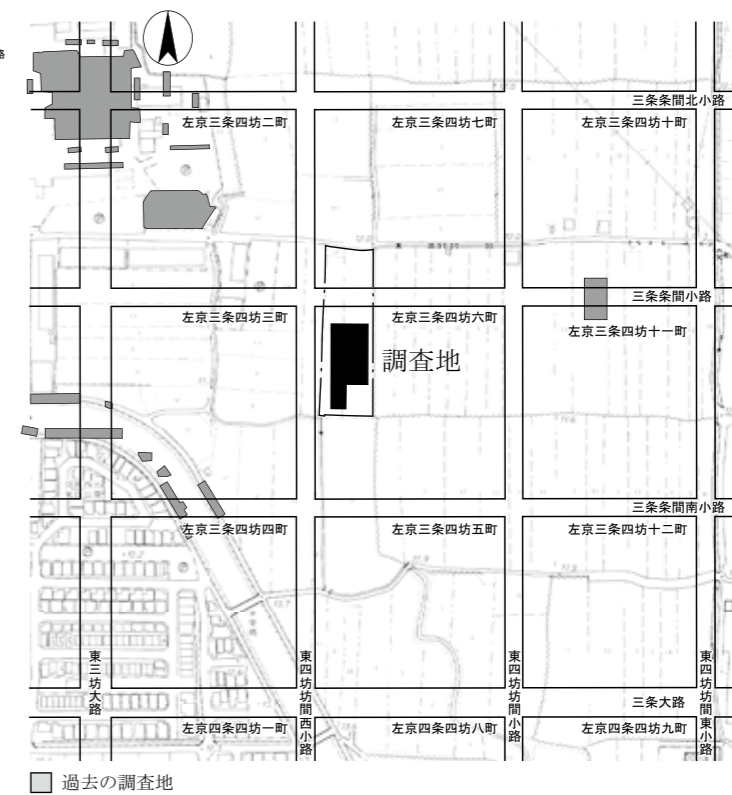 路
三条条間北小路
左京三条四坊二町
左京三条四坊七町
左京三条四坊十町
三条条間小路
左京三条四坊三町
左京三条四坊六町
左京三条四坊十一町
調査地
三条条間南小路
左京三条四坊四町
左京三条四坊五町
左京三条四坊十二町
東三坊大路
東四坊坊間西小路
東四坊坊間小路
東四坊坊間東小路
三条大路
左京四条四坊一町
左京四条四坊八町
左京四条四坊九町
過去の調査地